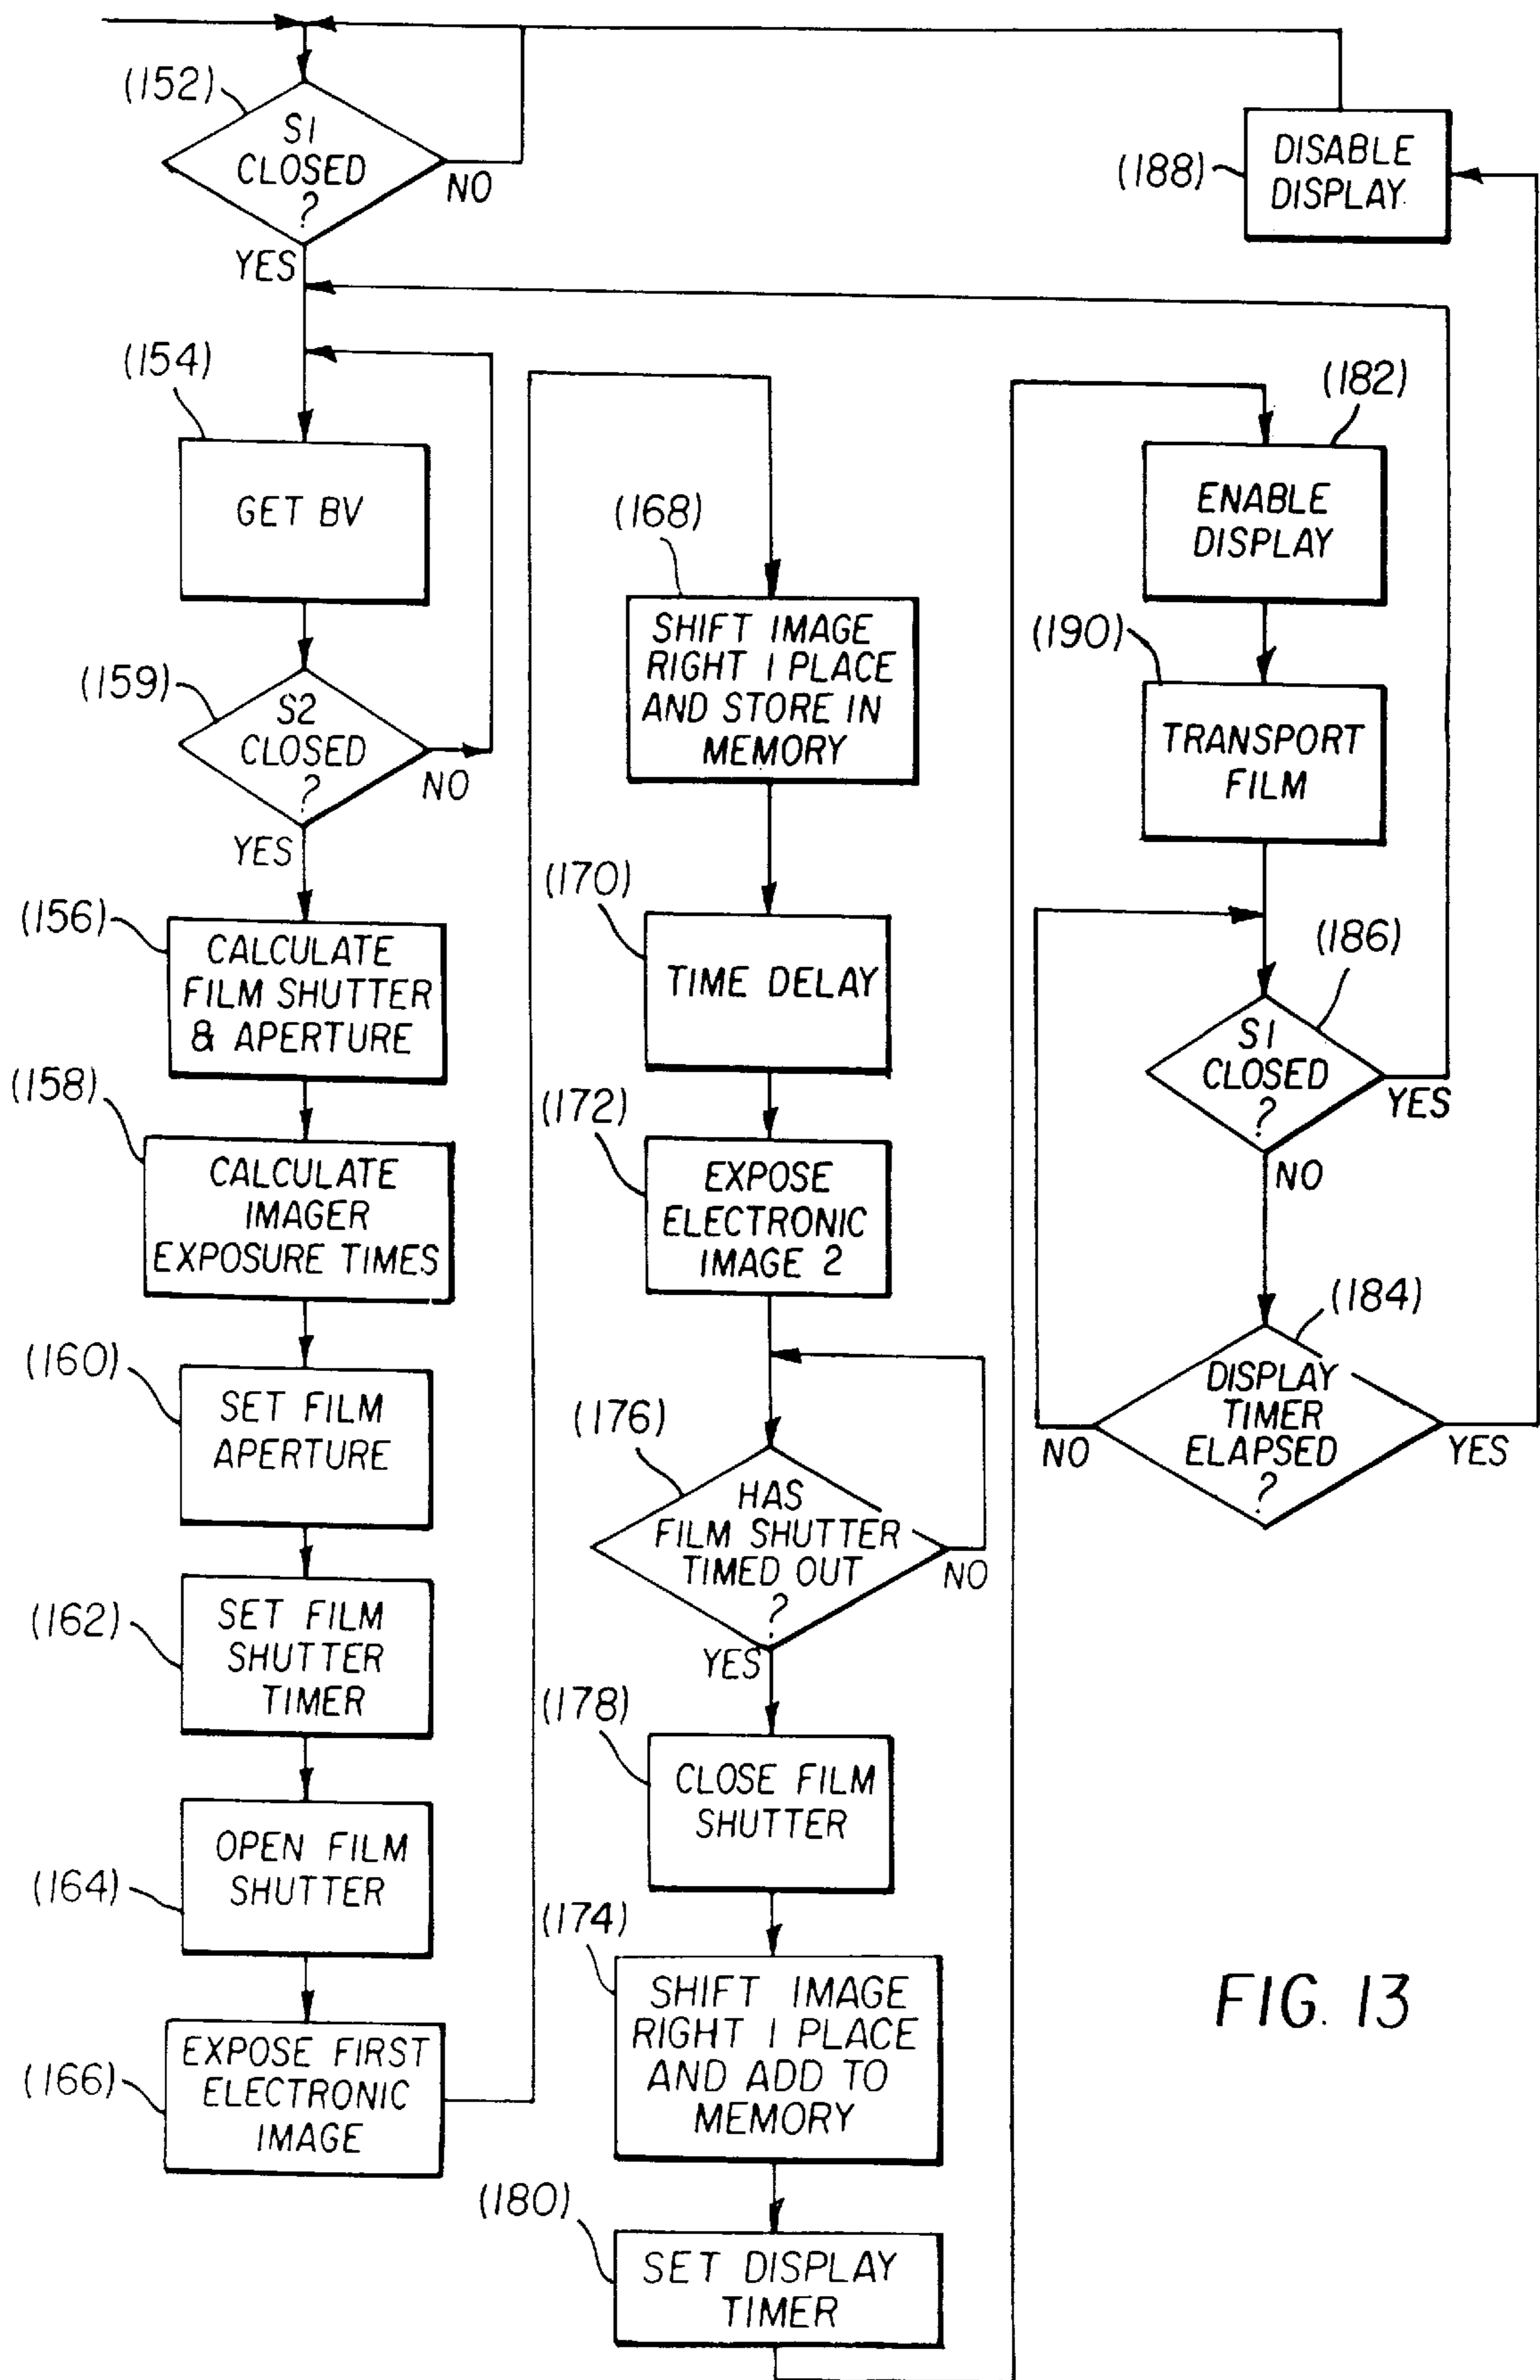 (152)
S1
CLOSED
?
NO
YES
(154)
GET BV
(159)
S2
CLOSED
?
NO
YES
(156)
CALCULATE
FILM SHUTTER
& APERTURE
(158)
CALCULATE
IMAGER
EXPOSURE TIMES
(160)
SET FILM
APERTURE
(162)
SET FILM
SHUTTER
TIMER
(164)
OPEN FILM
SHUTTER
(166)
EXPOSE FIRST
ELECTRONIC
IMAGE
(168)
SHIFT IMAGE
RIGHT 1 PLACE
AND STORE IN
MEMORY
(170)
TIME DELAY
(172)
EXPOSE
ELECTRONIC
IMAGE 2
(176)
HAS
FILM SHUTTER
TIMED OUT
?
NO
YES
(178)
CLOSE FILM
SHUTTER
(174)
SHIFT IMAGE
RIGHT 1 PLACE
AND ADD TO
MEMORY
(180)
SET DISPLAY
TIMER
(182)
ENABLE
DISPLAY
(190)
TRANSPORT
FILM
(186)
S1
CLOSED
?
YES
NO
(184)
DISPLAY
TIMER
ELAPSED
?
NO
YES
(188)
DISABLE
DISPLAY
FIG. 13